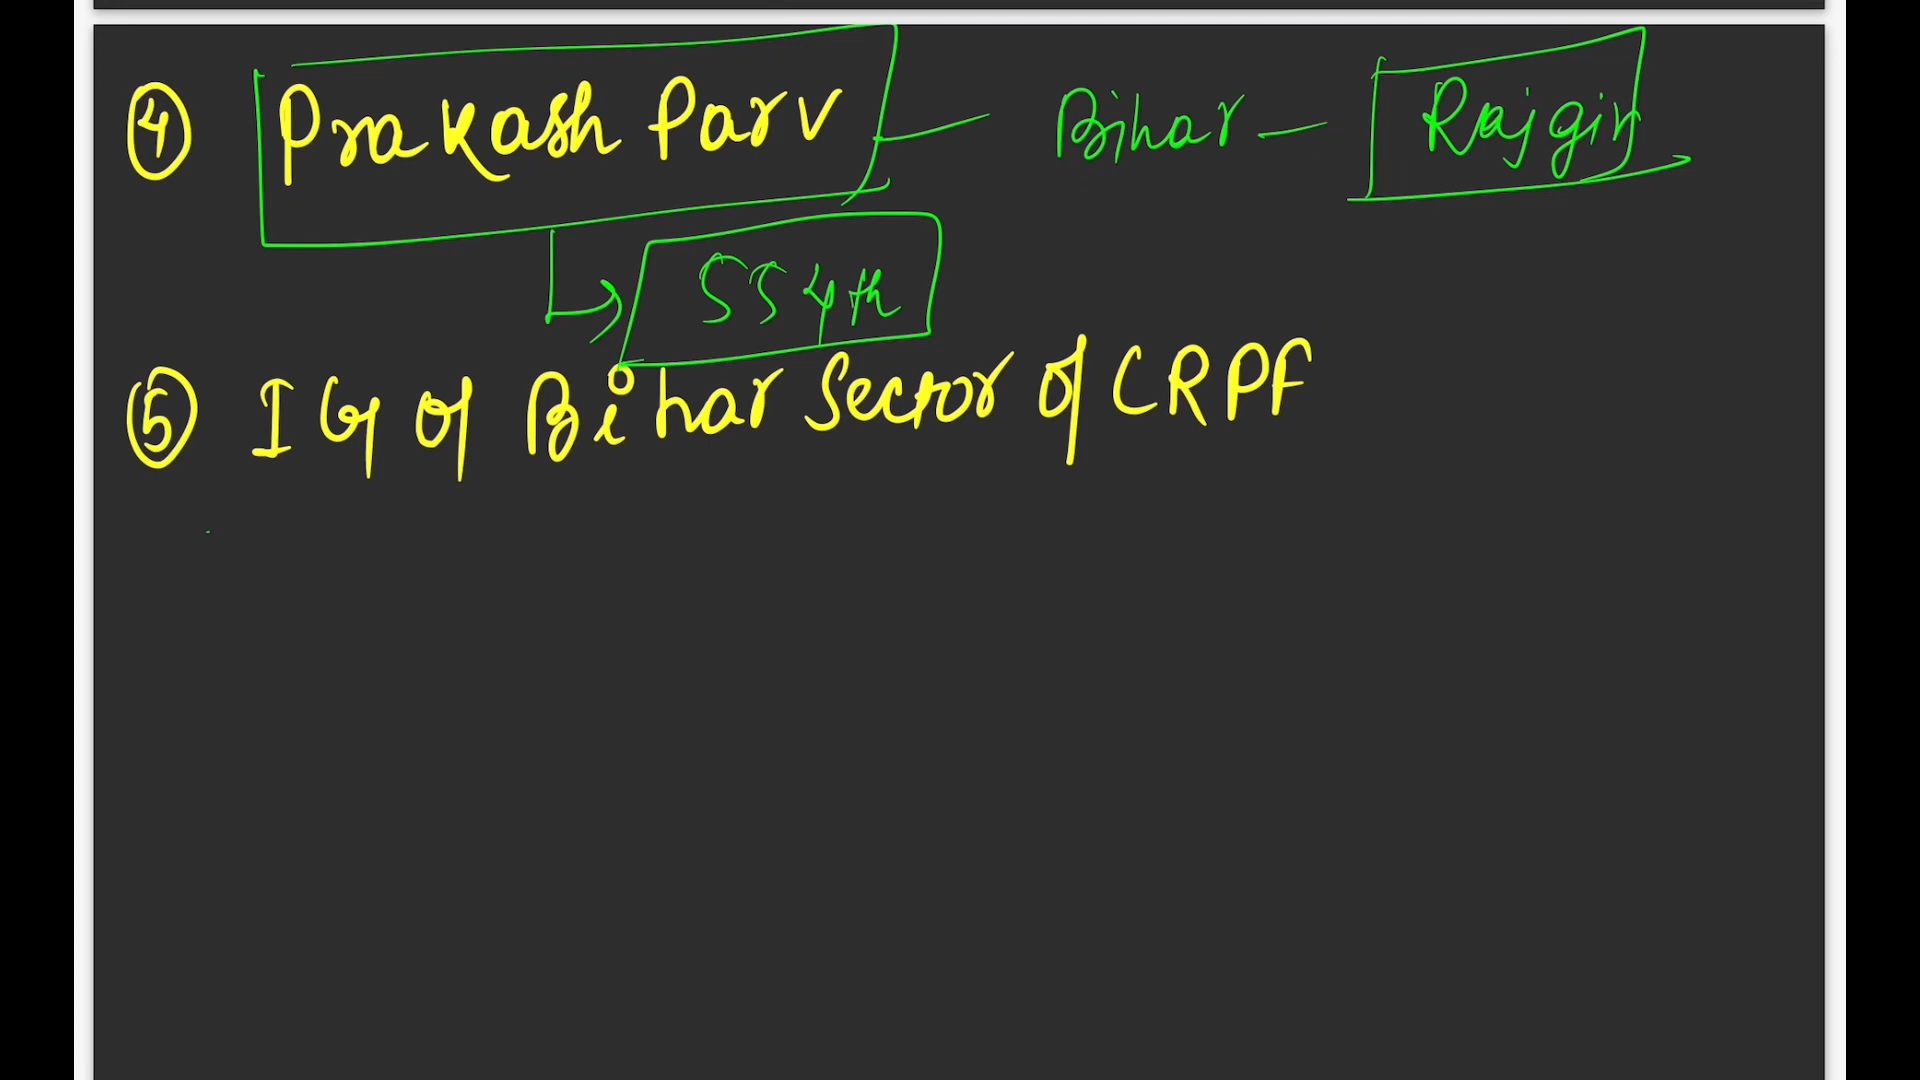 ④ Prakash Parv — Bihar — Rajgir
554th
⑤ IG of Bihar Sector of CRPF